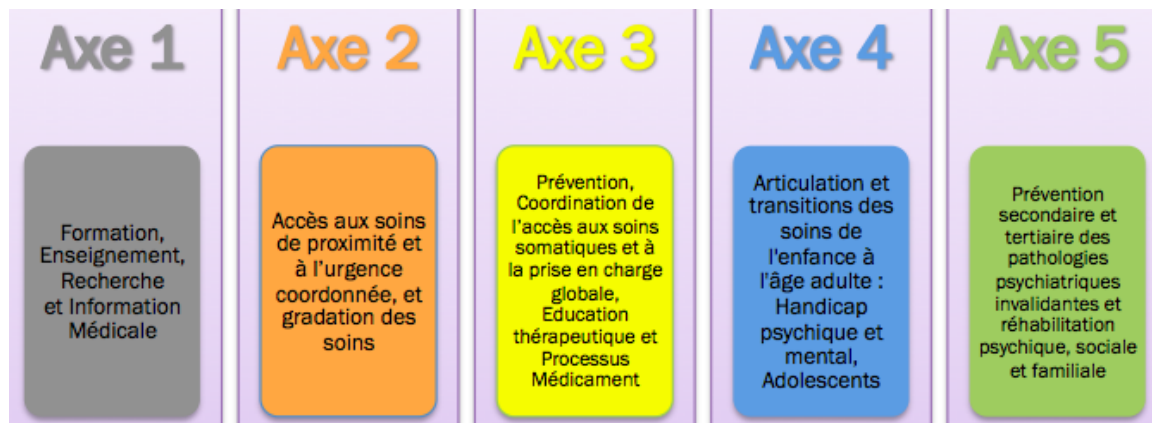 Axe 1
Formation,
Enseignement,
Recherche
et Information
Médicale
Axe 2
Accès aux soins
de proximité et
à l'urgence
coordonnée, et
gradation des
soins
Axe 3
Prévention,
Coordination de
l'accès aux soins
somatiques et à
la prise en charge
globale,
Education
thérapeutique et
Processus
Médicament
Axe 4
Articulation et
transitions des
soins de
l'enfance à
l'âge adulte :
Handicap
psychique et
mental,
Adolescents
Axe 5
Prévention
secondaire et
tertiaire des
pathologies
psychiatriques
invalidantes et
réhabilitation
psychique, sociale
et familiale